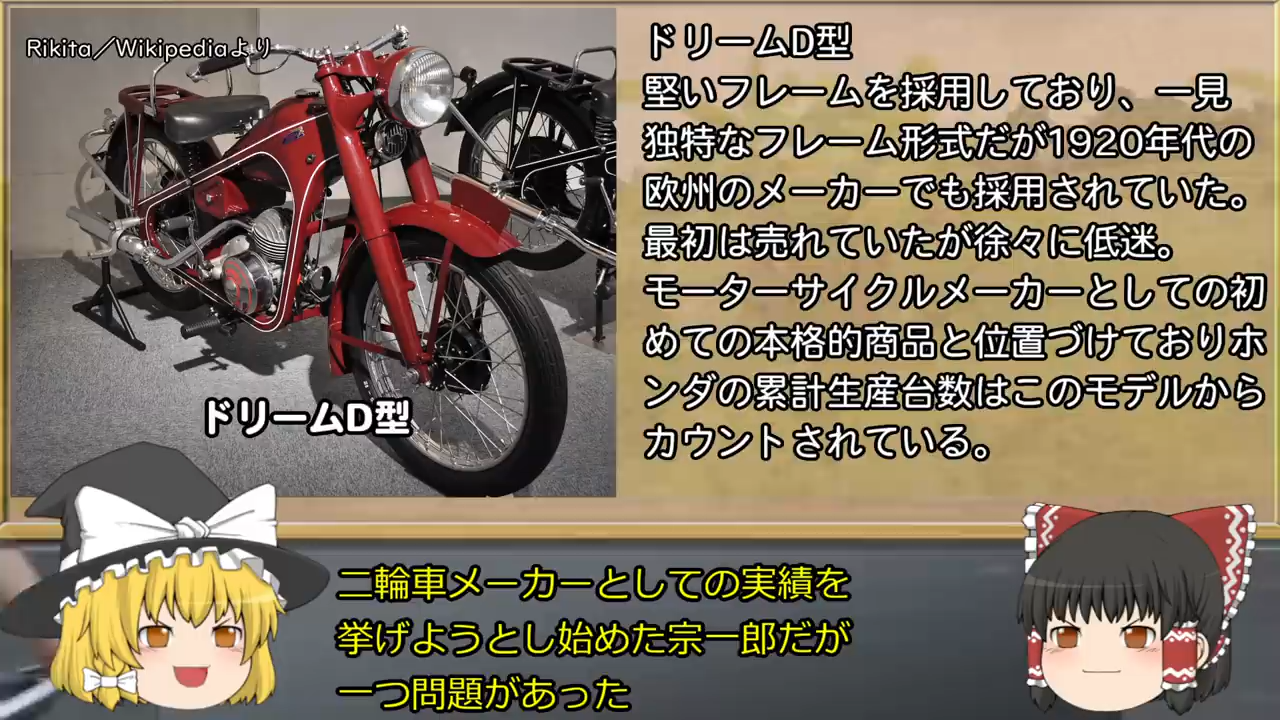 Rikita／Wikipediaより
ドリームD型
堅いフレームを採用しており、一見
独特なフレーム形式だが1920年代の
欧州のメーカーでも採用されていた。
最初は売れていたが徐々に低迷。
モーターサイクルメーカーとしての初
めての本格的商品と位置づけておりホ
ンダの累計生産台数はこのモデルから
カウントされている。
ドリームD型
二輪車メーカーとしての実績を
挙げようとし始めた宗一郎だが
一つ問題があった